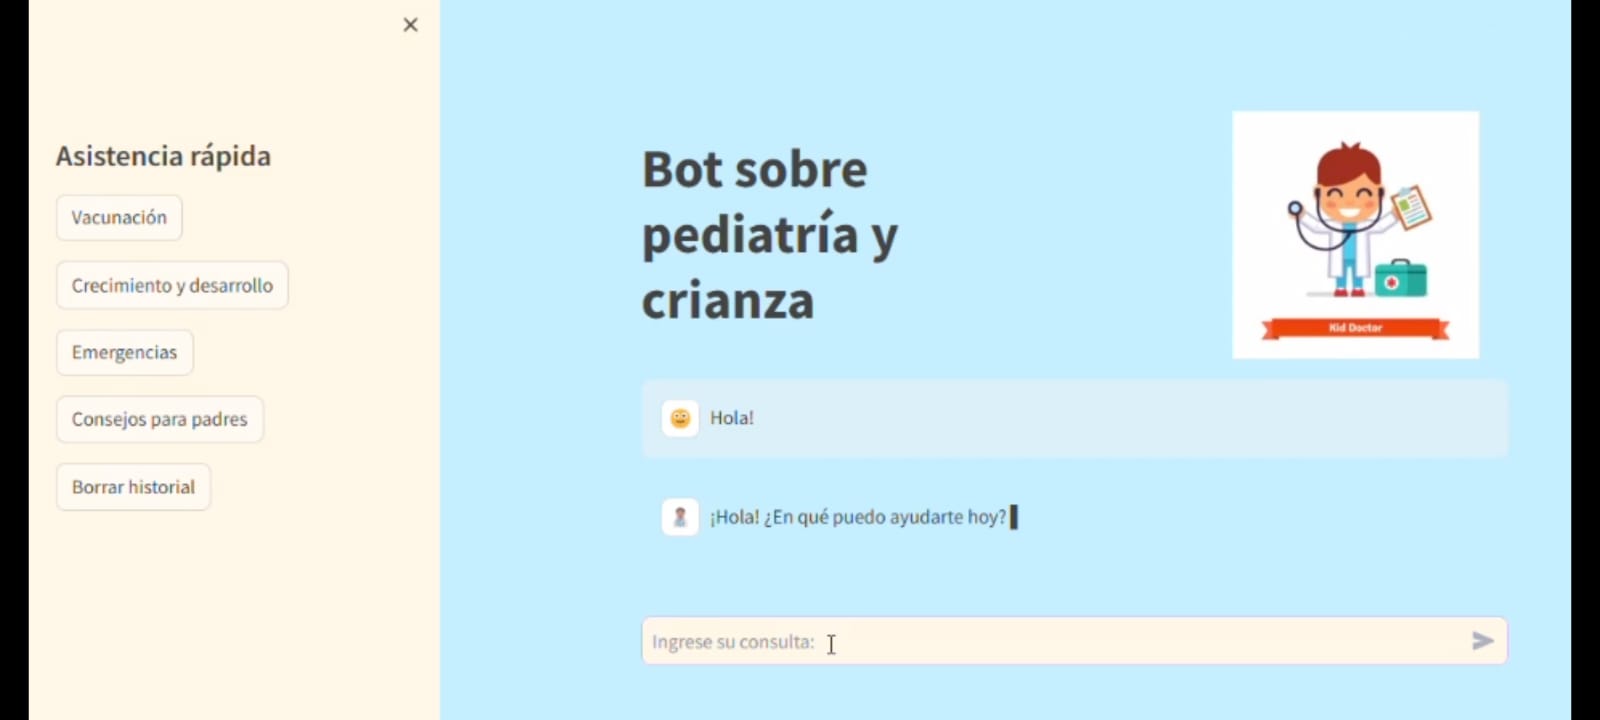 Asistencia rápida
Vacunación
Crecimiento y desarrollo
Emergencias
Consejos para padres
Borrar historial
Bot sobre
pediatría y
crianza
Kid Doctor
Hola!
¡Hola! ¿En qué puedo ayudarte hoy?
Ingrese su consulta: